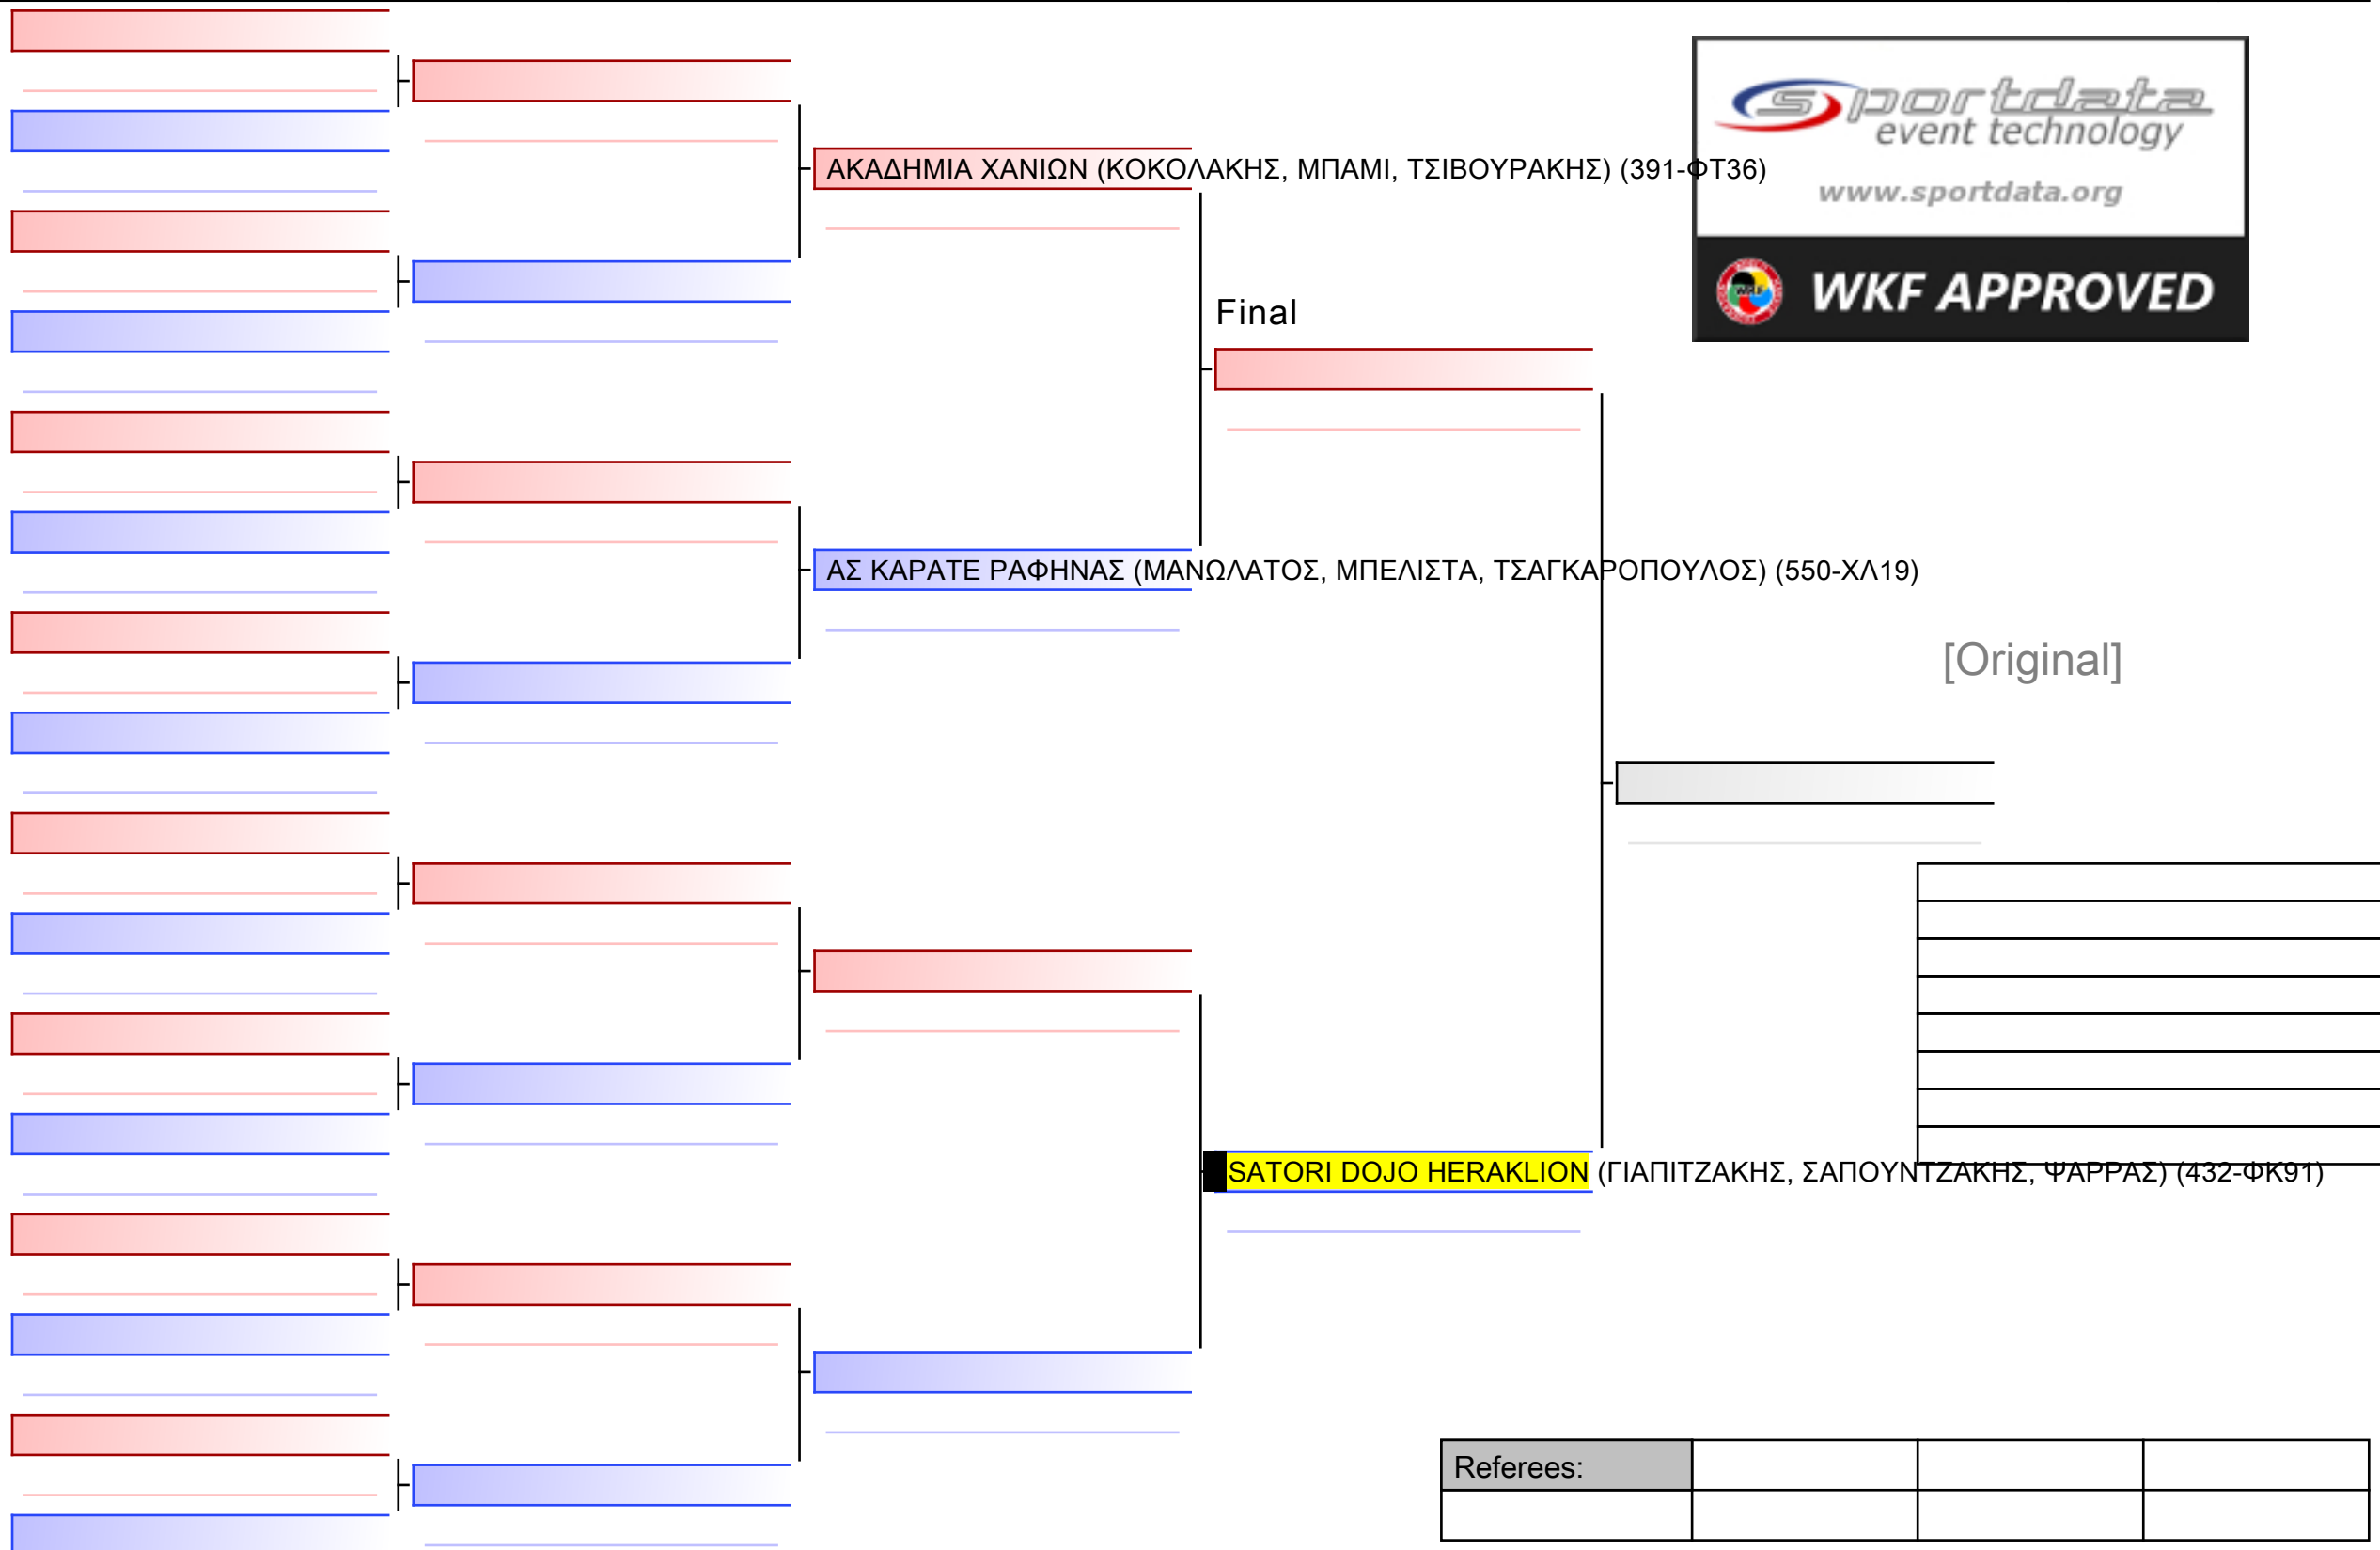 sportdata
event technology
www.sportdata.org
WKF APPROVED
ΑΚΑΔΗΜΙΑ ΧΑΝΙΩΝ (ΚΟΚΟΛΑΚΗΣ, ΜΠΑΜΙ, ΤΣΙΒΟΥΡΑΚΗΣ) (391-ΦΤ36)
Final
ΑΣ ΚΑΡΑΤΕ ΡΑΦΗΝΑΣ (ΜΑΝΩΛΑΤΟΣ, ΜΠΕΛΙΣΤΑ, ΤΣΑΓΚΑΡΟΠΟΥΛΟΣ) (550-ΧΛ19)
[Original]
SATORI DOJO HERAKLION (ΓΙΑΠΙΤΖΑΚΗΣ, ΣΑΠΟΥΝΤΖΑΚΗΣ, ΨΑΡΡΑΣ) (432-ΦΚ91)
Referees: